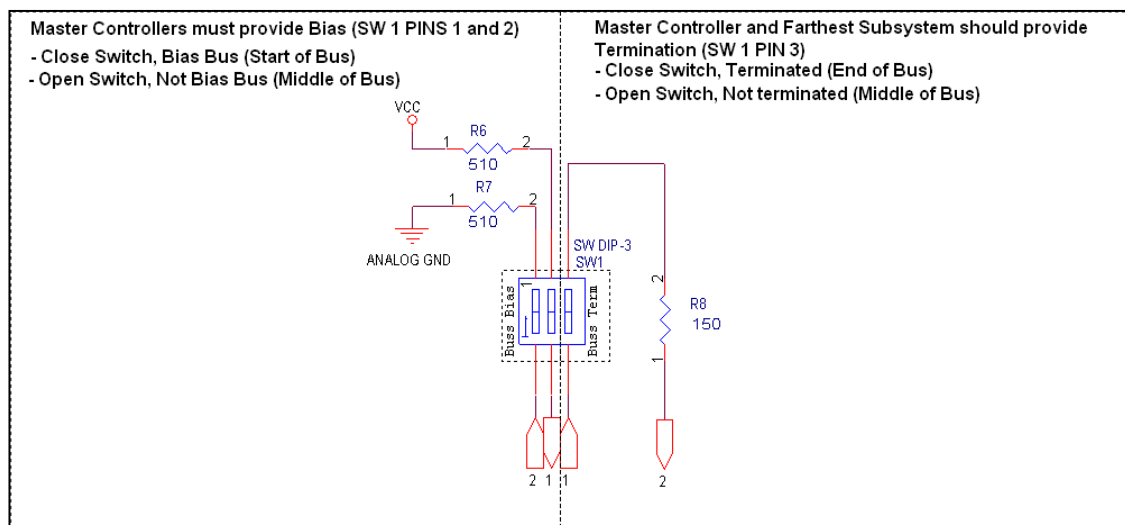 Master Controllers must provide Bias (SW 1 PINS 1 and 2)
- Close Switch, Bias Bus (Start of Bus)
- Open Switch, Not Bias Bus (Middle of Bus)
Master Controller and Farthest Subsystem should provide
Termination (SW 1 PIN 3)
- Close Switch, Terminated (End of Bus)
- Open Switch, Not terminated (Middle of Bus)
VCC
1 R6 2
510
1 R7 2
510
ANALOG GND
SW DIP-3
SW1
1
Buss Bias
Buss Term
2
R8
150
1
2 1 1 2